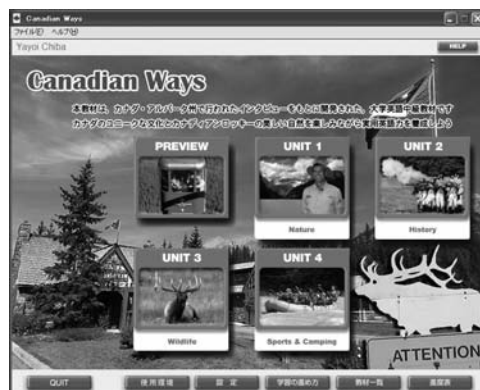 Canadian Ways
ファイル(F) ヘルプ(H)
Yayoi Chiba
HELP
Canadian Ways
本教材は、カナダ・アルバータ州で行われたインタビューをもとに開発された、大学英語中級教材です
カナダのユニークな文化とカナディアンロッキーの美しい自然を楽しみながら実用英語力を養成しよう
PREVIEW
UNIT 1
Nature
UNIT 2
History
UNIT 3
Wildlife
UNIT 4
Sports & Camping
ATTENTION
QUIT
使用環境
設定
学習の進め方
教材一覧
進度表